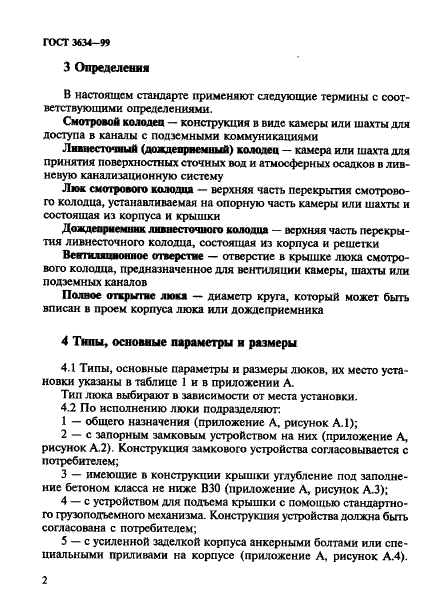 ГОСТ 3634—99
3 Определения
В настоящем стандарте применяют следующие термины с соот-
ветствующими определениями.
Смотровой колодец — конструкция в виде камеры или шахты для
доступа в каналы с подземными коммуникациями
Ливнесточный (дождеприемный) колодец — камера или шахта для
принятия поверхностных сточных вод и атмосферных осадков в лив-
невую канализационную систему
Люк смотрового колодца — верхняя часть перекрытия смотрово-
го колодца, устанавливаемая на опорную часть камеры или шахты и
состоящая из корпуса и крышки
Дождеприемник ливнесточного колодца — верхняя часть перекры-
тия ливнесточного колодца, состоящая из корпуса и решетки
Вентиляционное отверстие — отверстие в крышке люка смотро-
вого колодца, предназначенное для вентиляции камеры, шахты или
подземных каналов
Полное открытие люка — диаметр круга, который может быть
вписан в проем корпуса люка или дождеприемника
4 Типы, основные параметры и размеры
4.1 Типы, основные параметры и размеры люков, их место уста-
новки указаны в таблице 1 и в приложении А.
Тип люка выбирают в зависимости от места установки.
4.2 По исполнению люки подразделяют:
1 — общего назначения (приложение А, рисунок А.1);
2 — с запорным замковым устройством на них (приложение А,
рисунок А.2). Конструкция замкового устройства согласовывается с
потребителем;
3 — имеющие в конструкции крышки углубление под заполне-
ние бетоном класса не ниже В30 (приложение А, рисунок А.3);
4 — с устройством для подъема крышки с помощью стандартно-
го грузоподъемного механизма. Конструкция устройства должна быть
согласована с потребителем;
5 — с усиленной заделкой корпуса анкерными болтами или спе-
циальными приливами на корпусе (приложение А, рисунок А.4).
2